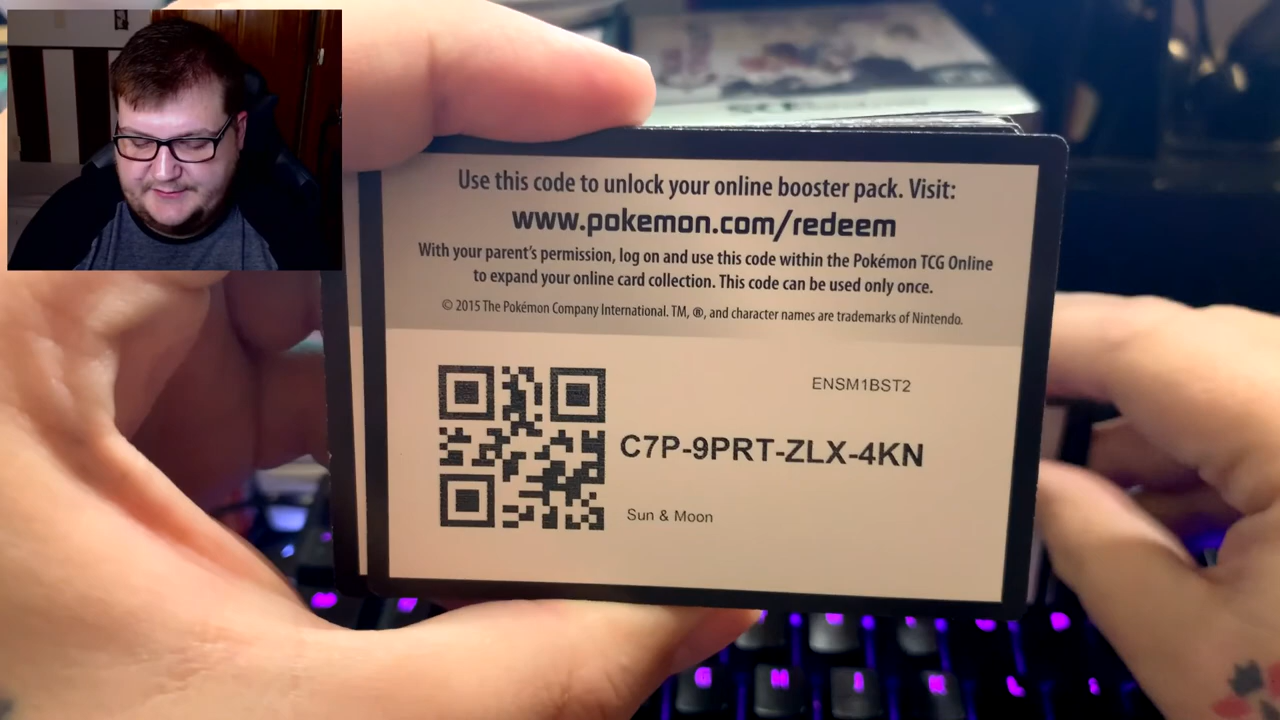 Use this code to unlock your online booster pack. Visit:
www.pokemon.com/redeem
With your parent's permission, log on and use this code within the Pokémon TCG Online
to expand your online card collection. This code can be used only once.
© 2015 The Pokémon Company International. TM, ®, and character names are trademarks of Nintendo.
ENSM1BST2
C7P-9PRT-ZLX-4KN
Sun & Moon